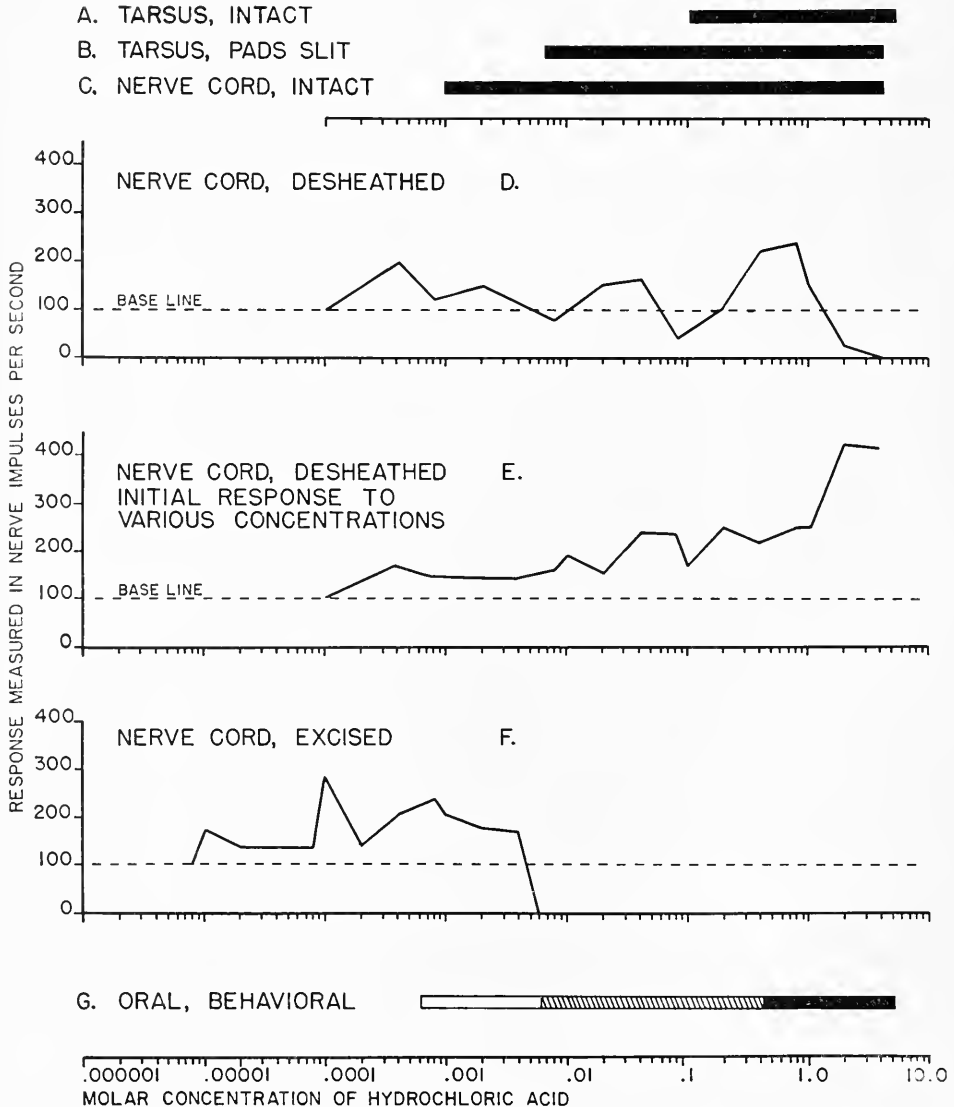 A. TARSUS, INTACT
B. TARSUS, PADS SLIT
C. NERVE CORD, INTACT
RESPONSE MEASURED IN NERVE IMPULSES PER SECOND
400
300
200
100
0
NERVE CORD, DESHEATHED D.
BASE LINE
400
300
200
100
0
NERVE CORD, DESHEATHED E.
INITIAL RESPONSE TO
VARIOUS CONCENTRATIONS
BASE LINE
400
300
200
100
0
NERVE CORD, EXCISED F.
G. ORAL, BEHAVIORAL
.000001 .00001 .0001 .001 .01 .1 1.0 10.0
MOLAR CONCENTRATION OF HYDROCHLORIC ACID